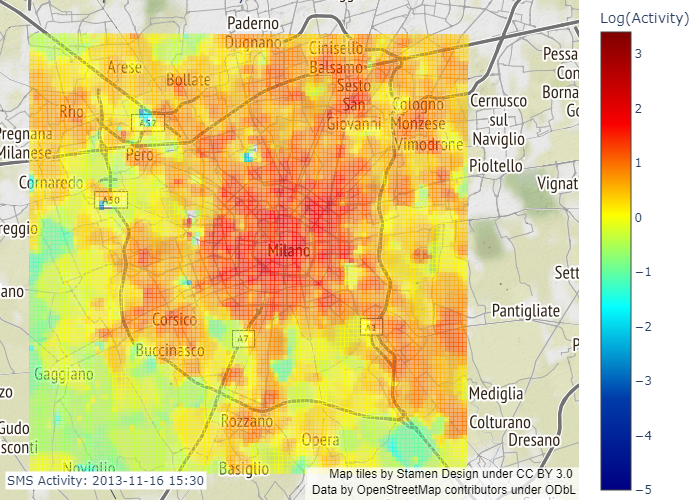 Paderno
Dugnano
Log(Activity)
Cinisello
Balsamo
Arese
Bollate
Sesto
San
Giovanni
Rho
A52
Cologno
Monzese
Vimodrone
Pessa
Con
Borna
Go
Cernusco
sul
Naviglio
Pregnana
Milanese
Pero
Pioltello
Cornaredo
A50
Vignat
reggio
Milano
Sett
ano
Pantigliate
Corsico
A7
A1
Buccinasco
P
Gaggiano
zo
Mediglia
Rozzano
Colturano
Gudo
sconti
Opera
Dresano
Noviglio
Basiglio
SMS Activity: 2013-11-16 15:30
Map tiles by Stamen Design under CC BY 3.0
Data by OpenStreetMap contributors under ODbL
3
2
1
0
−1
−2
−3
−4
−5